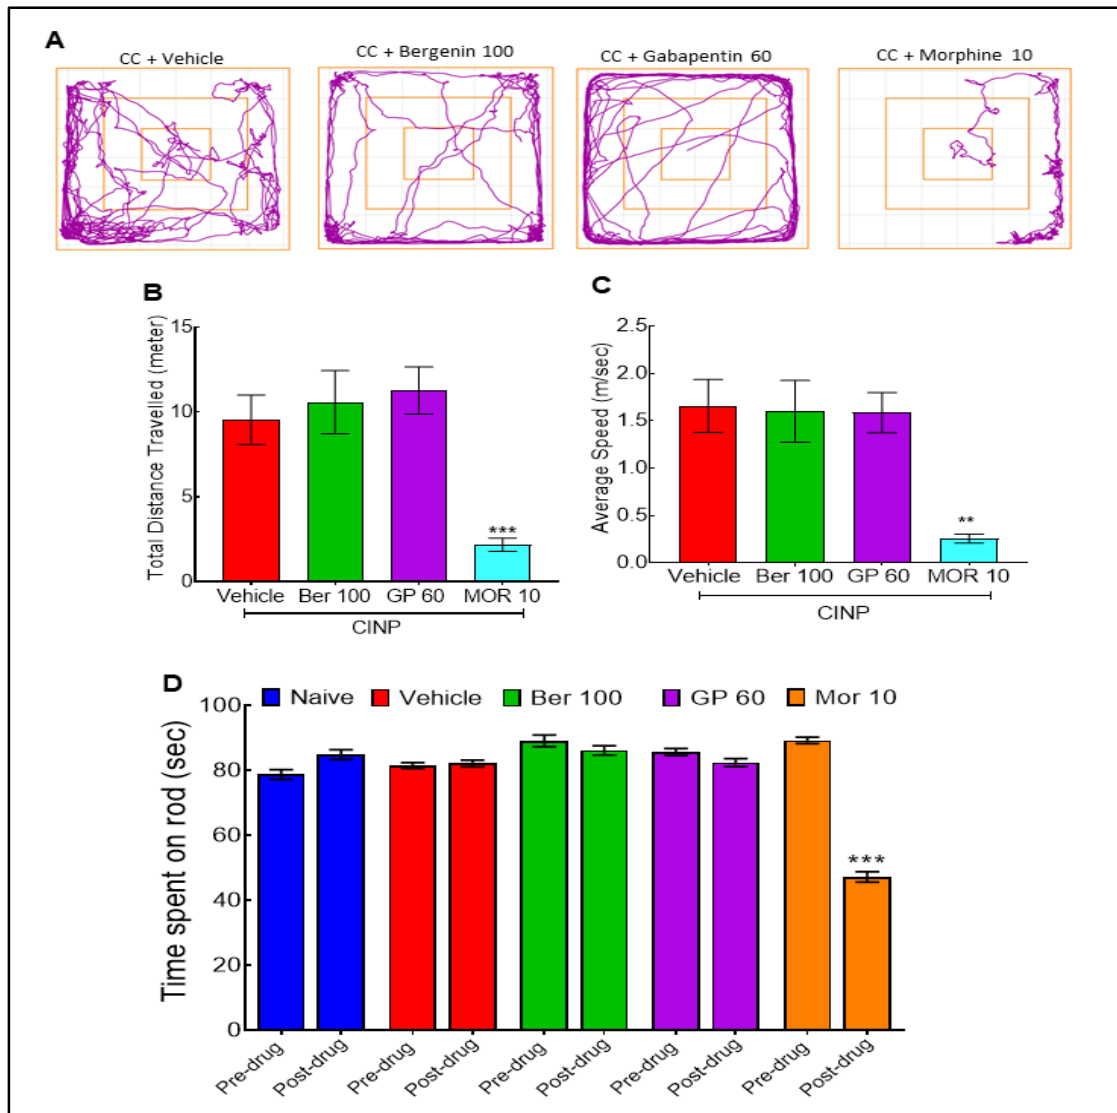 A
CC + Vehicle
CC + Bergenin 100
CC + Gabapentin 60
CC + Morphine 10
B
Total Distance Travelled (meter)
15
10
5
0
***
Vehicle
Ber 100
GP 60
MOR 10
CINP
C
Average Speed (m/sec)
2.5
2.0
1.5
1.0
0.5
0.0
**
Vehicle
Ber 100
GP 60
MOR 10
CINP
D
Naive
Vehicle
Ber 100
GP 60
Mor 10
Time spent on rod (sec)
100
80
60
40
20
0
***
Pre-drug
Post-drug
Pre-drug
Post-drug
Pre-drug
Post-drug
Pre-drug
Post-drug
Pre-drug
Post-drug